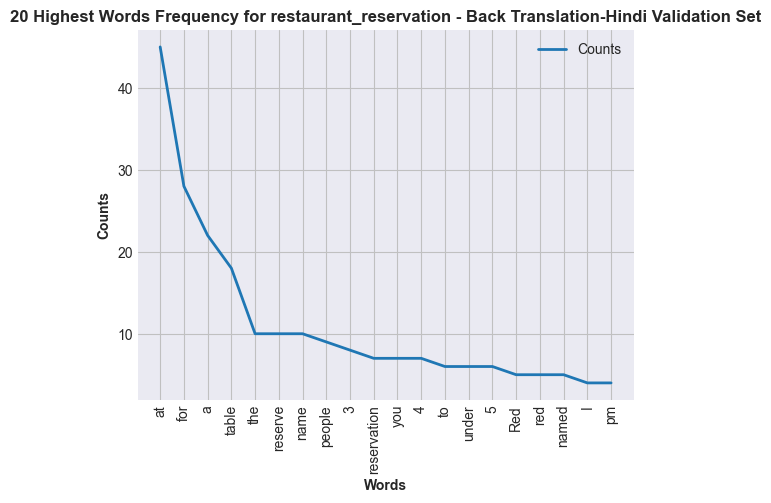 20 Highest Words Frequency for restaurant_reservation - Back Translation-Hindi Validation Set
Counts
Counts
40
30
20
10
at
for
a
table
the
reserve
name
people
3
reservation
you
4
to
under
5
Red
red
named
I
pm
Words